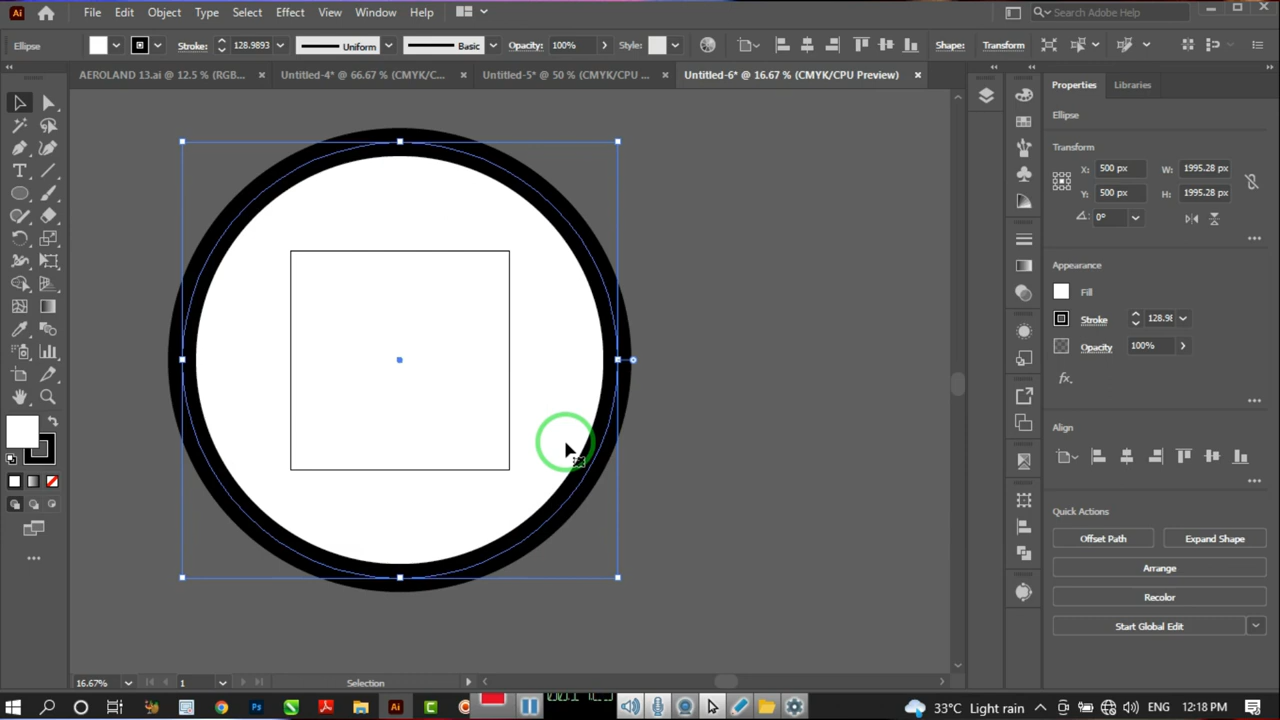 Ai File Edit Object Type Select Effect View Window Help Search Adobe Help
Ellipse Stroke: 128.9893 Uniform Basic Opacity: 100% Style: Shape: Transform
AEROLAND 13.ai @ 12.5 % (RGB... Untitled-4* @ 66.67 % (CMYK/C... Untitled-5* @ 50 % (CMYK/CPU ... Untitled-6* @ 16.67 % (CMYK/CPU Preview)
Properties Libraries
Ellipse
Transform
X: 500 px W: 1995.28 px
Y: 500 px H: 1995.28 px
0°
Appearance
Fill
Stroke 128.98
Opacity 100%
fx
Align
Quick Actions
Offset Path Expand Shape
Arrange
Recolor
Start Global Edit
16.67% 1 Selection
Ps Ai C 33°C Light rain ENG 12:18 PM